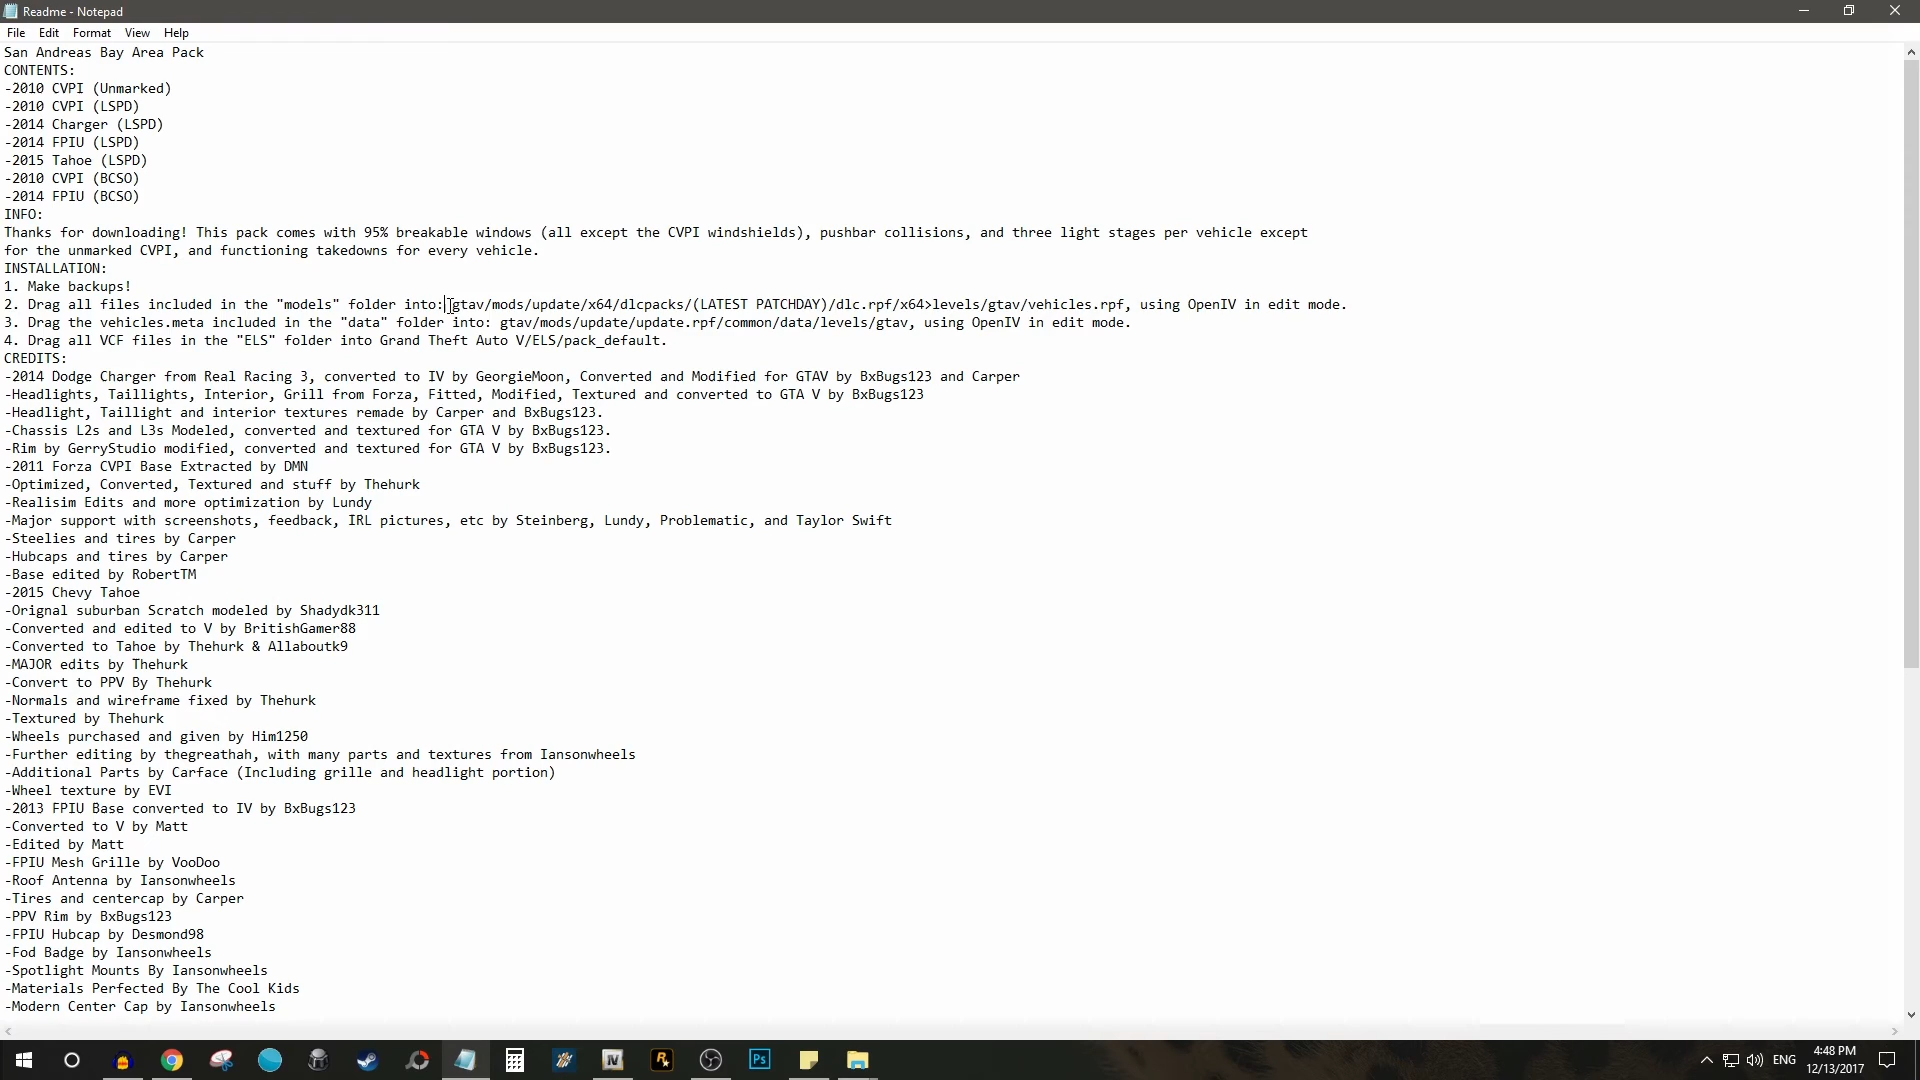 Readme - Notepad
File Edit Format View Help
San Andreas Bay Area Pack
CONTENTS:
-2010 CVPI (Unmarked)
-2010 CVPI (LSPD)
-2014 Charger (LSPD)
-2014 FPIU (LSPD)
-2015 Tahoe (LSPD)
-2010 CVPI (BCSO)
-2014 FPIU (BCSO)
INFO:
Thanks for downloading! This pack comes with 95% breakable windows (all except the CVPI windshields), pushbar collisions, and three light stages per vehicle except
for the unmarked CVPI, and functioning takedowns for every vehicle.
INSTALLATION:
1. Make backups!
2. Drag all files included in the "models" folder into: gtav/mods/update/x64/dlcpacks/(LATEST PATCHDAY)/dlc.rpf/x64>levels/gtav/vehicles.rpf, using OpenIV in edit mode.
3. Drag the vehicles.meta included in the "data" folder into: gtav/mods/update/update.rpf/common/data/levels/gtav, using OpenIV in edit mode.
4. Drag all VCF files in the "ELS" folder into Grand Theft Auto V/ELS/pack_default.
CREDITS:
-2014 Dodge Charger from Real Racing 3, converted to IV by GeorgieMoon, Converted and Modified for GTAV by BxBugs123 and Carper
-Headlights, Taillights, Interior, Grill from Forza, Fitted, Modified, Textured and converted to GTA V by BxBugs123
-Headlight, Taillight and interior textures remade by Carper and BxBugs123.
-Chassis L2s and L3s Modeled, converted and textured for GTA V by BxBugs123.
-Rim by GerryStudio modified, converted and textured for GTA V by BxBugs123.
-2011 Forza CVPI Base Extracted by DMN
-Optimized, Converted, Textured and stuff by Thehurk
-Realisim Edits and more optimization by Lundy
-Major support with screenshots, feedback, IRL pictures, etc by Steinberg, Lundy, Problematic, and Taylor Swift
-Steelies and tires by Carper
-Hubcaps and tires by Carper
-Base edited by RobertTM
-2015 Chevy Tahoe
-Orignal suburban Scratch modeled by Shadydk311
-Converted and edited to V by BritishGamer88
-Converted to Tahoe by Thehurk & Allaboutk9
-MAJOR edits by Thehurk
-Convert to PPV By Thehurk
-Normals and wireframe fixed by Thehurk
-Textured by Thehurk
-Wheels purchased and given by Him1250
-Further editing by thegreathah, with many parts and textures from Iansonwheels
-Additional Parts by Carface (Including grille and headlight portion)
-Wheel texture by EVI
-2013 FPIU Base converted to IV by BxBugs123
-Converted to V by Matt
-Edited by Matt
-FPIU Mesh Grille by VooDoo
-Roof Antenna by Iansonwheels
-Tires and centercap by Carper
-PPV Rim by BxBugs123
-FPIU Hubcap by Desmond98
-Fod Badge by Iansonwheels
-Spotlight Mounts By Iansonwheels
-Materials Perfected By The Cool Kids
-Modern Center Cap by Iansonwheels
IV
R
Ps
ENG
4:48 PM
12/13/2017